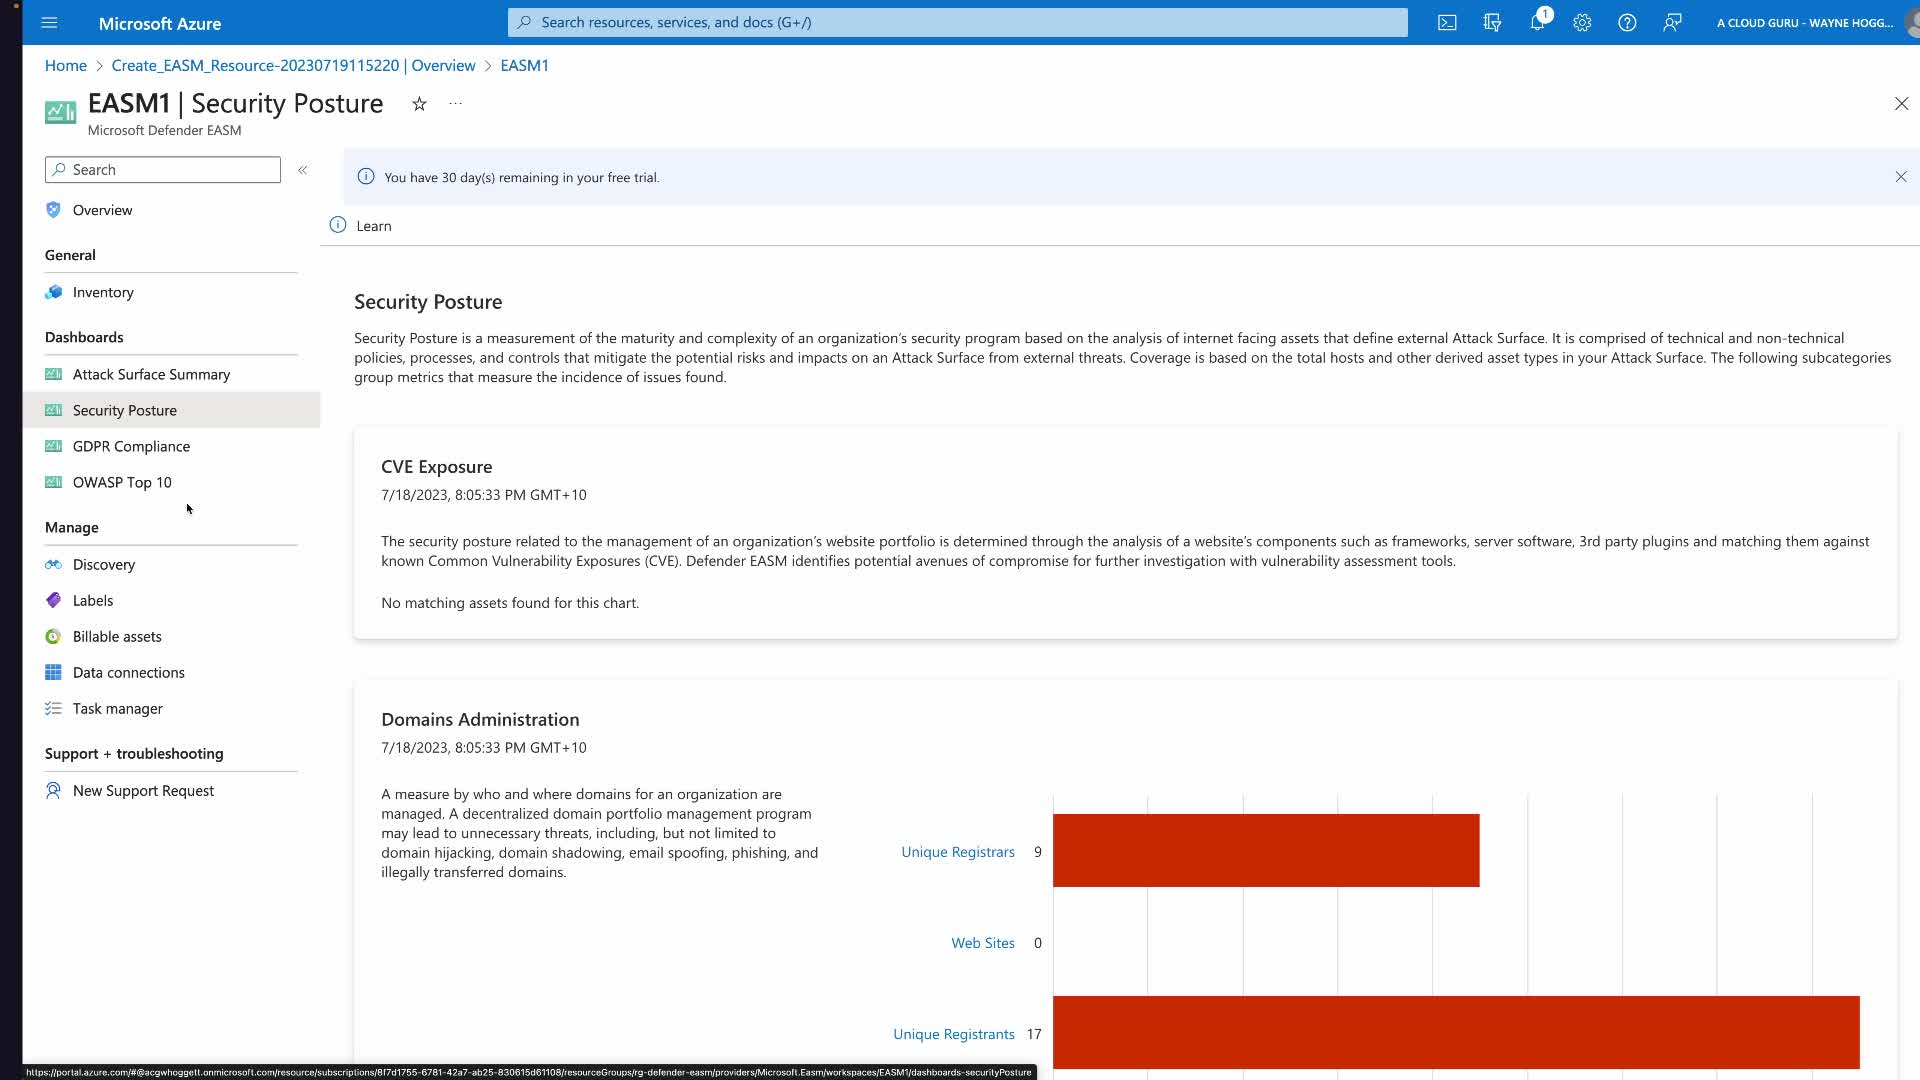 Microsoft Azure
Search resources, services, and docs (G+/)
1
A CLOUD GURU - WAYNE HOGG...
Home > Create_EASM_Resource-20230719115220 | Overview > EASM1
EASM1 | Security Posture
Microsoft Defender EASM
Search
You have 30 day(s) remaining in your free trial.
Overview
Learn
General
Inventory
Dashboards
Attack Surface Summary
Security Posture
GDPR Compliance
OWASP Top 10
Manage
Discovery
Labels
Billable assets
Data connections
Task manager
Support + troubleshooting
New Support Request
Security Posture
Security Posture is a measurement of the maturity and complexity of an organization's security program based on the analysis of internet facing assets that define external Attack Surface. It is comprised of technical and non-technical
policies, processes, and controls that mitigate the potential risks and impacts on an Attack Surface from external threats. Coverage is based on the total hosts and other derived asset types in your Attack Surface. The following subcategories
group metrics that measure the incidence of issues found.
CVE Exposure
7/18/2023, 8:05:33 PM GMT+10
The security posture related to the management of an organization's website portfolio is determined through the analysis of a website's components such as frameworks, server software, 3rd party plugins and matching them against
known Common Vulnerability Exposures (CVE). Defender EASM identifies potential avenues of compromise for further investigation with vulnerability assessment tools.
No matching assets found for this chart.
Domains Administration
7/18/2023, 8:05:33 PM GMT+10
A measure by who and where domains for an organization are
managed. A decentralized domain portfolio management program
may lead to unnecessary threats, including, but not limited to
domain hijacking, domain shadowing, email spoofing, phishing, and
illegally transferred domains.
Unique Registrars 9
Web Sites 0
Unique Registrants 17
https://portal.azure.com/#@acgwhoggett.onmicrosoft.com/resource/subscriptions/8f7d1755-6781-42a7-ab25-830615d61108/resourceGroups/rg-defender-easm/providers/Microsoft.Easm/workspaces/EASM1/dashboards-securityPosture